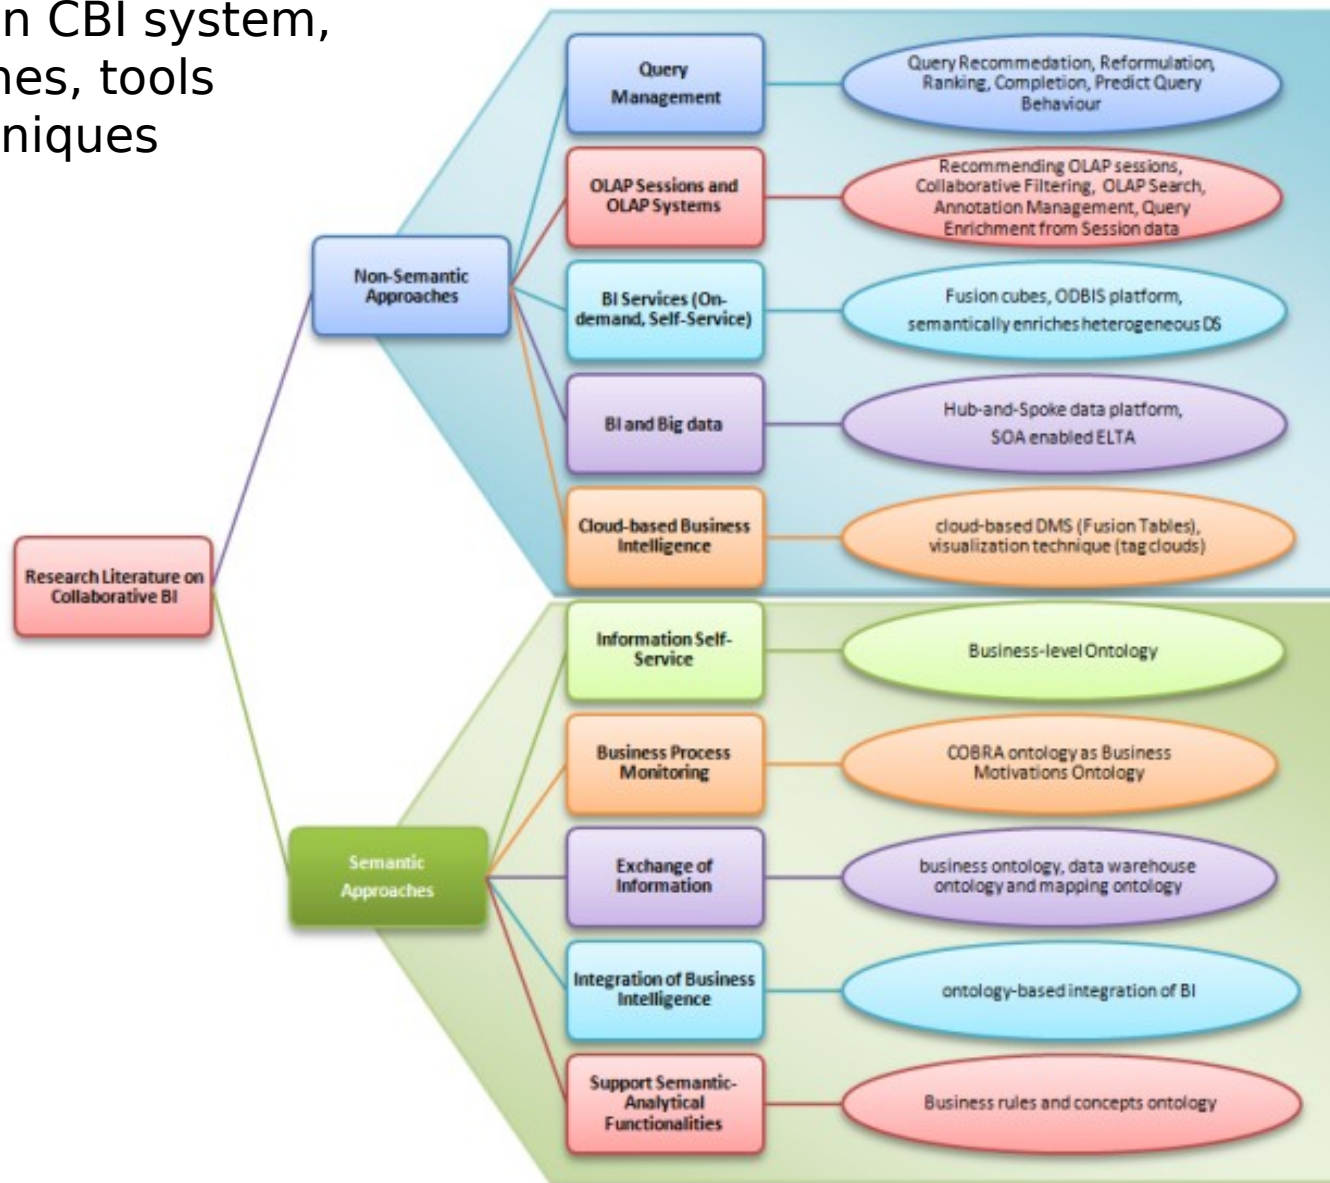 n CBI system,
nes, tools
niques
Query
Management
Query Recommedation, Reformulation,
Ranking, Completion, Predict Query
Behaviour
OLAP Sessions and
OLAP Systems
Recommending OLAP sessions,
Collaborative Filtering, OLAP Search,
Annotation Management, Query
Enrichment from Session data
Non-Semantic
Approaches
BI Services (On-
demand, Self-Service)
Fusion cubes, ODBIS platform,
semantically enriches heterogeneous DS
BI and Big data
Hub-and-Spoke data platform,
SOA enabled ELTA
Cloud-based Business
Intelligence
cloud-based DMS (Fusion Tables),
visualization technique (tag clouds)
Research Literature on
Collaborative BI
Information Self-
Service
Business-level Ontology
Business Process
Monitoring
COBRA ontology as Business
Motivations Ontology
Semantic
Approaches
Exchange of
Information
business ontology, data warehouse
ontology and mapping ontology
Integration of Business
Intelligence
ontology-based integration of BI
Support Semantic-
Analytical
Functionalities
Business rules and concepts ontology